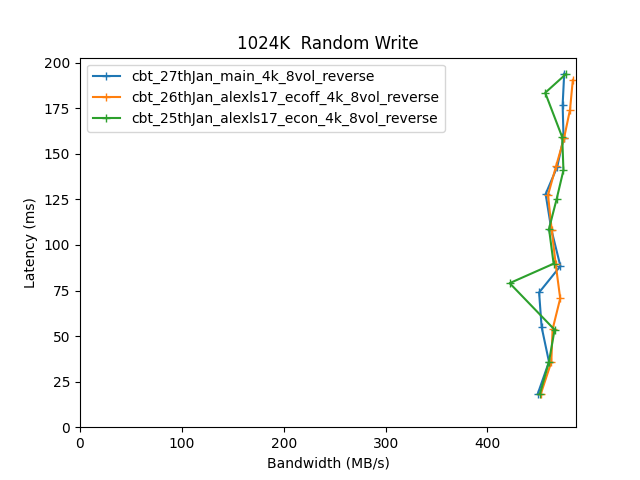 1024K  Random Write
cbt_27thJan_main_4k_8vol_reverse
cbt_26thJan_alexls17_ecoff_4k_8vol_reverse
cbt_25thJan_alexls17_econ_4k_8vol_reverse
200
175
150
125
100
75
50
25
0
Latency (ms)
0 100 200 300 400
Bandwidth (MB/s)